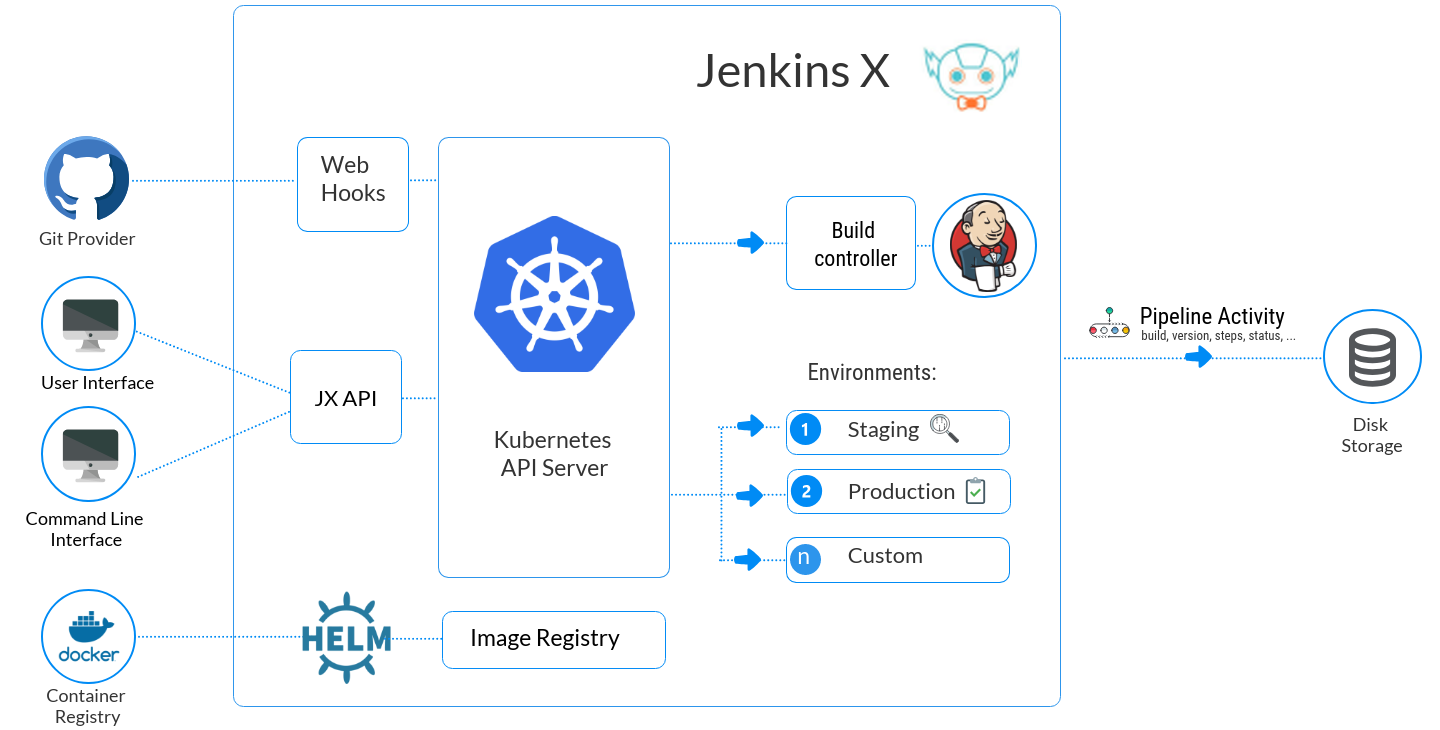 Jenkins X
Web
Hooks
Git Provider
Build
controller
Pipeline Activity
build, version, steps, status, ...
User Interface
JX API
Environments:
Kubernetes
API Server
1
Staging
2
Production
n
Custom
Disk
Storage
Command Line
Interface
HELM
Image Registry
docker
Container
Registry